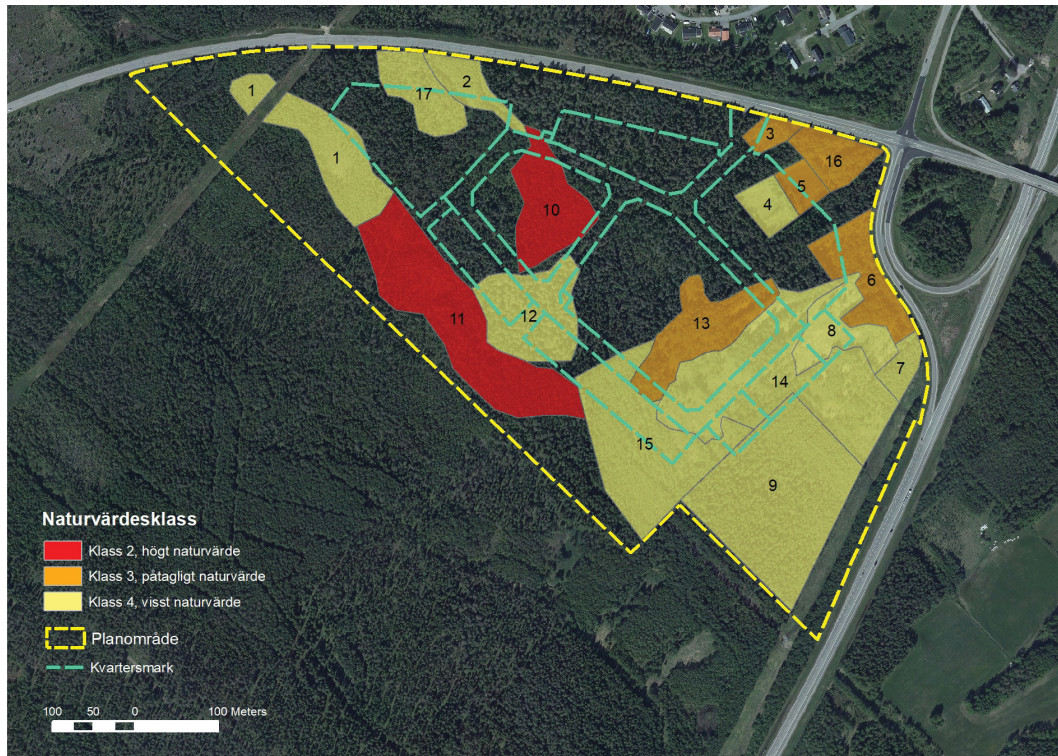 1
17
2
3
16
1
5
4
10
6
11
12
13
8
7
14
15
9
Naturvärdesklass
Klass 2, högt naturvärde
Klass 3, påtagligt naturvärde
Klass 4, visst naturvärde
Planområde
Kvartersmark
100 50 0 100 Meters